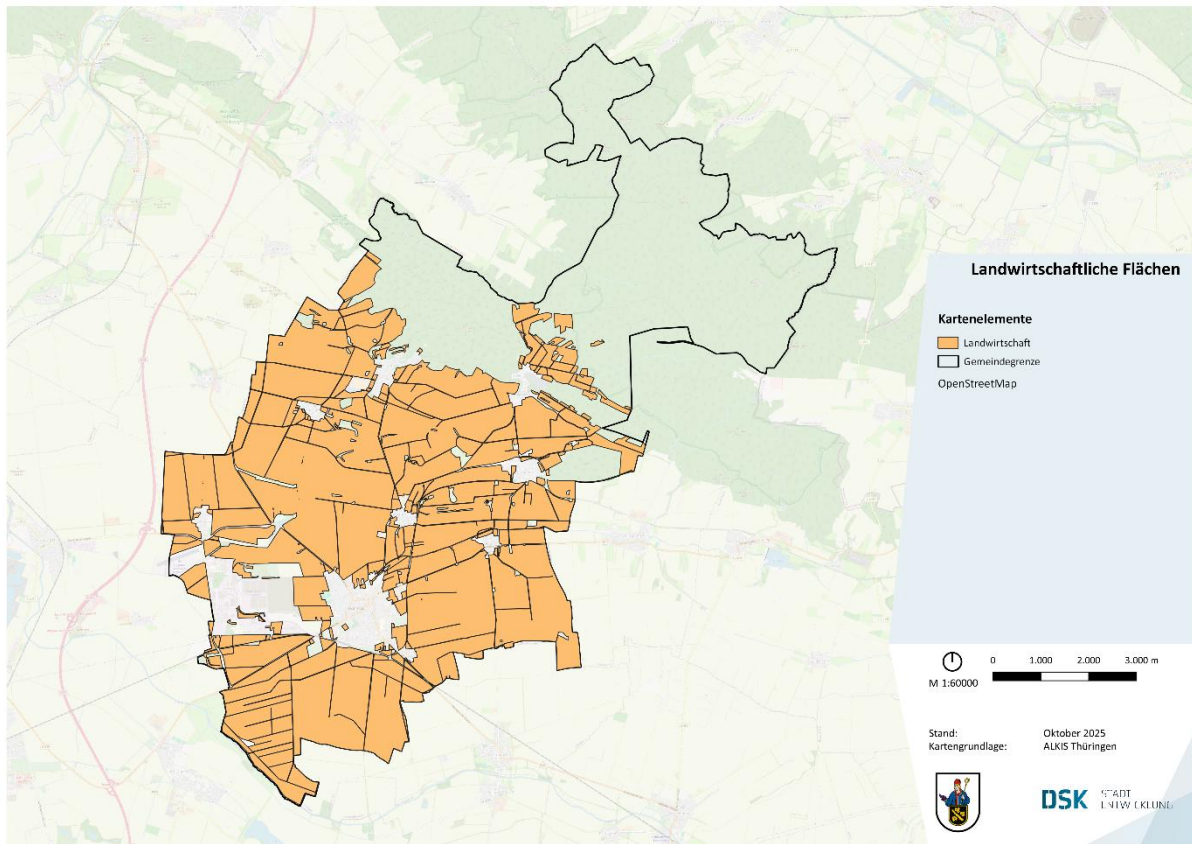 Landwirtschaftliche Flächen
Kartenelemente
Landwirtschaft
Gemeindegrenze
OpenStreetMap
M 1:60000
0 1.000 2.000 3.000 m
Stand: Oktober 2025
Kartengrundlage: ALKIS Thüringen
DSK STADT
ENTWICKLUNG